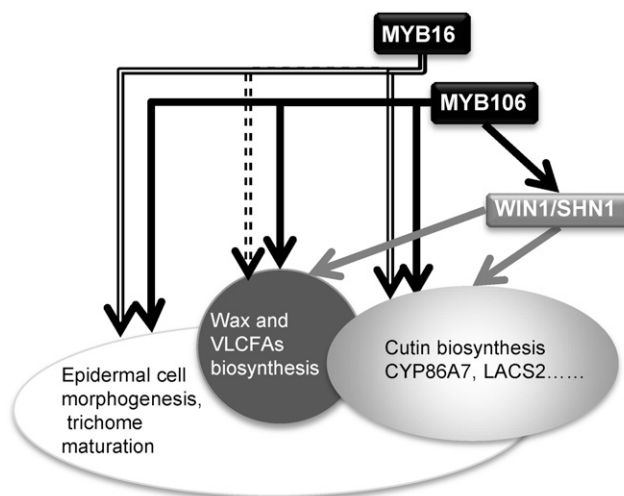 MYB16
MYB106
WIN1/SHN1
Wax and
VLCFAs
biosynthesis
Cutin biosynthesis
CYP86A7, LACS2......
Epidermal cell
morphogenesis,
trichome
maturation